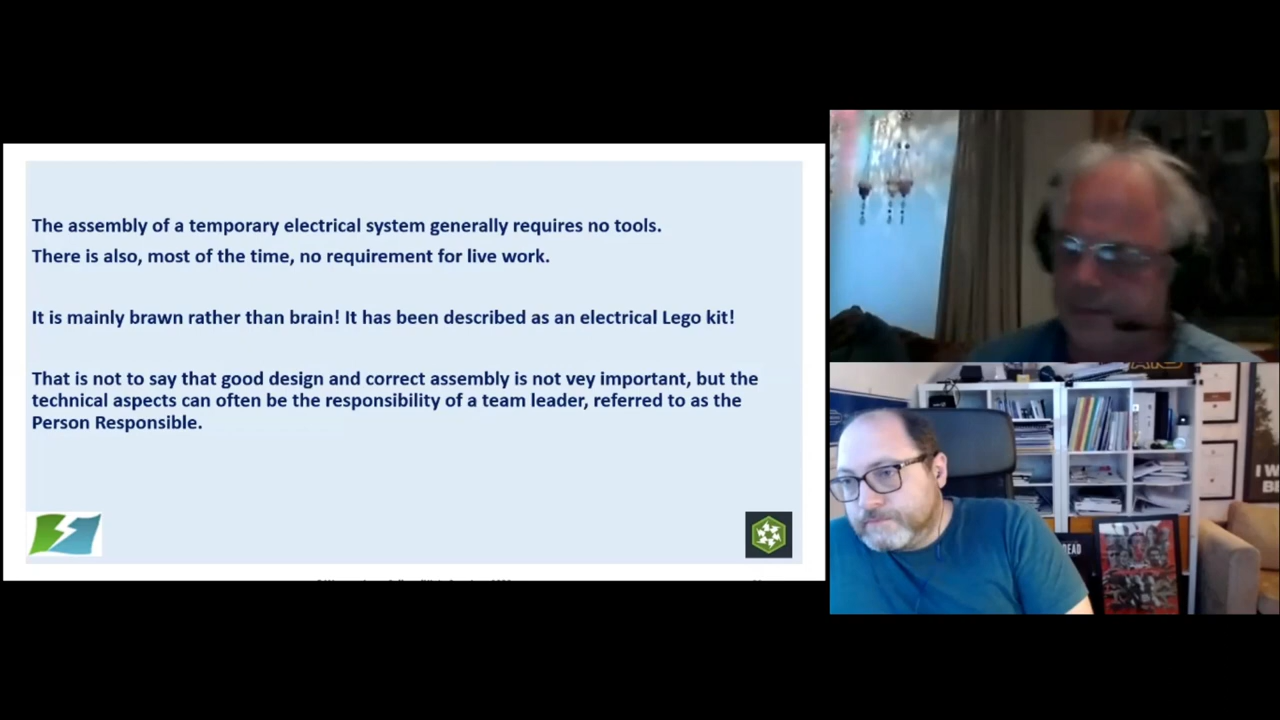 The assembly of a temporary electrical system generally requires no tools.
There is also, most of the time, no requirement for live work.
It is mainly brawn rather than brain! It has been described as an electrical Lego kit!
That is not to say that good design and correct assembly is not vey important, but the
technical aspects can often be the responsibility of a team leader, referred to as the
Person Responsible.
I W
BE
DEAD